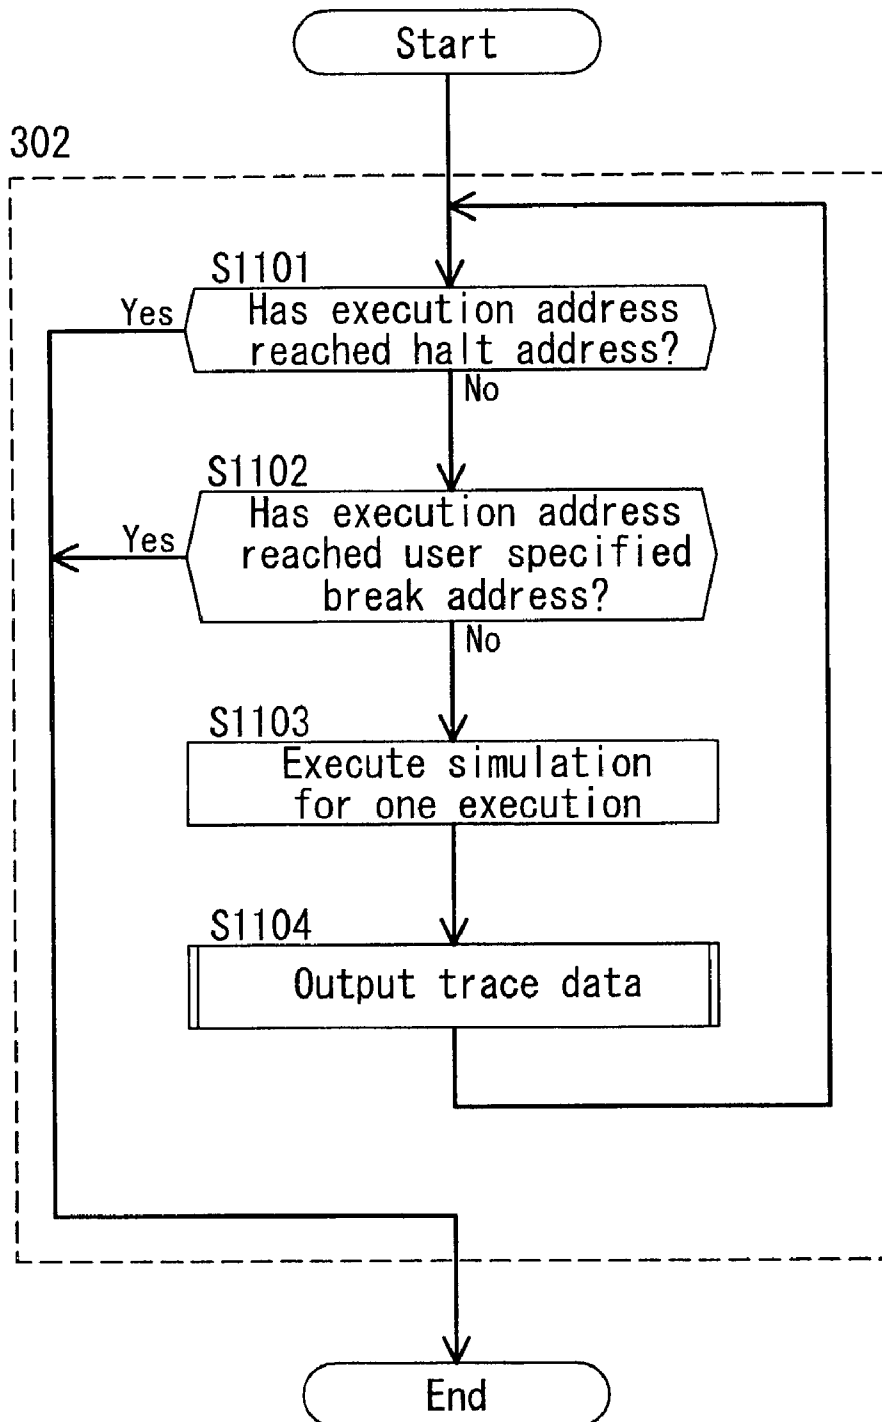 Start
302
S1101
Yes
Has execution address
reached halt address?
No
S1102
Yes
Has execution address
reached user specified
break address?
No
S1103
Execute simulation
for one execution
S1104
Output trace data
End